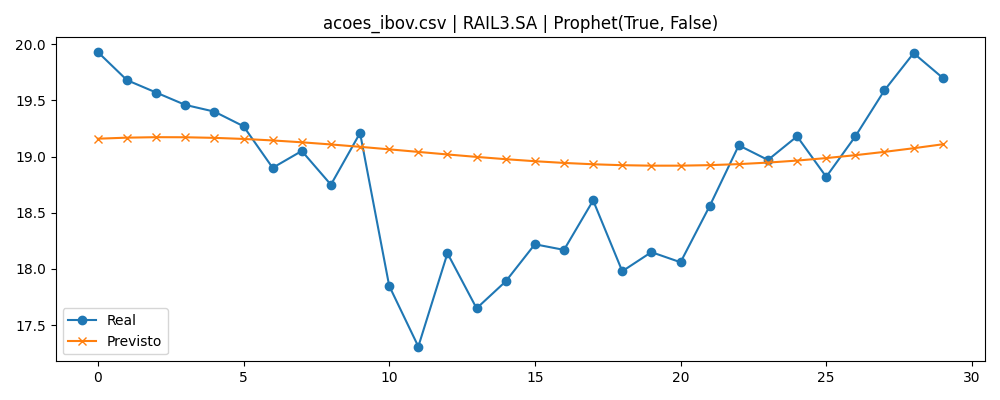 acoes_ibov.csv | RAIL3.SA | Prophet(True, False)
20.0
19.5
19.0
18.5
18.0
17.5
Real
Previsto
0 5 10 15 20 25 30